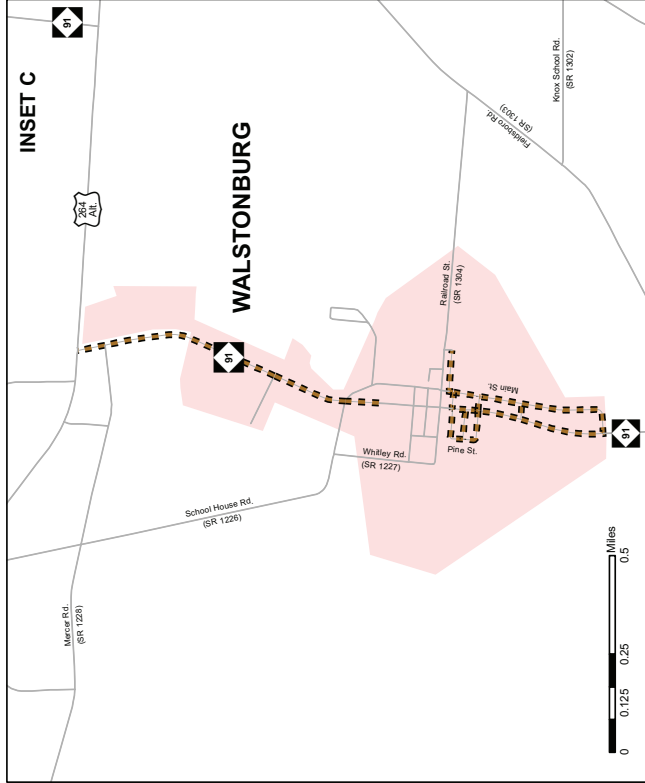 INSET C
91
264
Alt.
WALSTONBURG
91
Knox School Rd.
(SR 1302)
Fieldsboro Rd.
(SR 1303)
Railroad St.
(SR 1304)
Main St.
Whitley Rd.
(SR 1227)
Pine St.
School House Rd.
(SR 1226)
Mercer Rd.
(SR 1228)
91
Miles
0 0.125 0.25 0.5